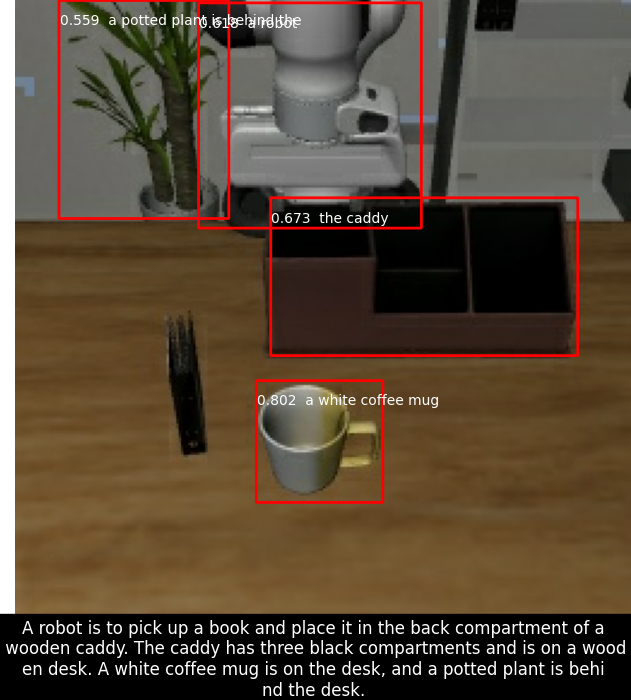 0.559  a potted plant is behind the
0.618  a robot
0.673  the caddy
0.802  a white coffee mug
A robot is to pick up a book and place it in the back compartment of a
wooden caddy. The caddy has three black compartments and is on a wood
en desk. A white coffee mug is on the desk, and a potted plant is behi
nd the desk.